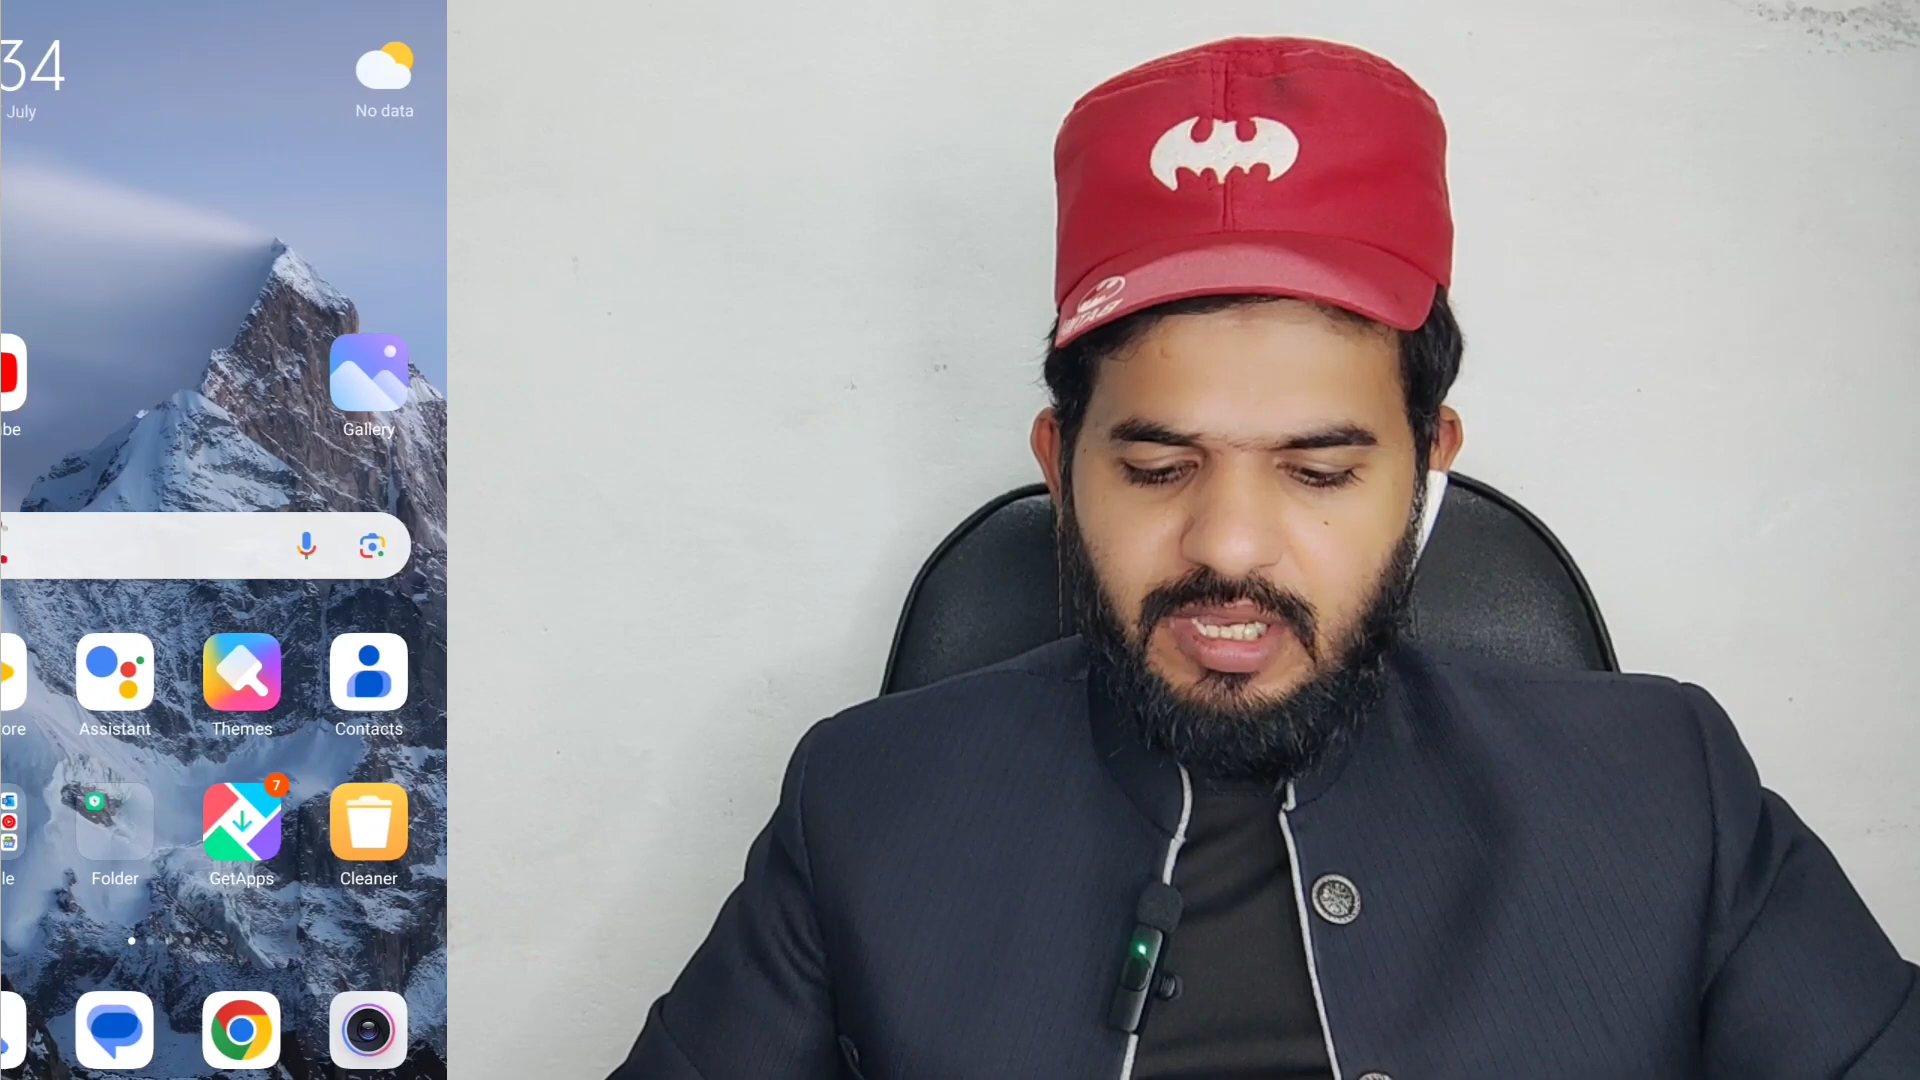 34
July
No data
be
Gallery
ore
Assistant
Themes
Contacts
7
le
Folder
GetApps
Cleaner